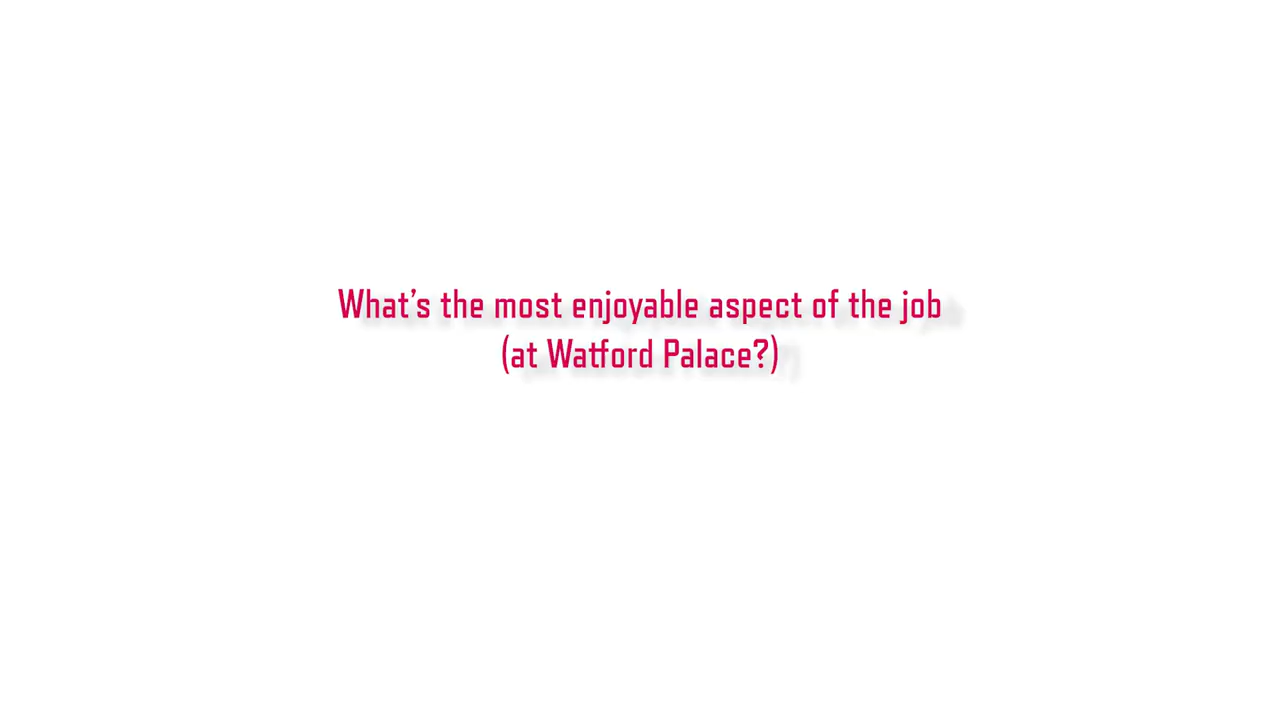 What's the most enjoyable aspect of the job
(at Watford Palace?)